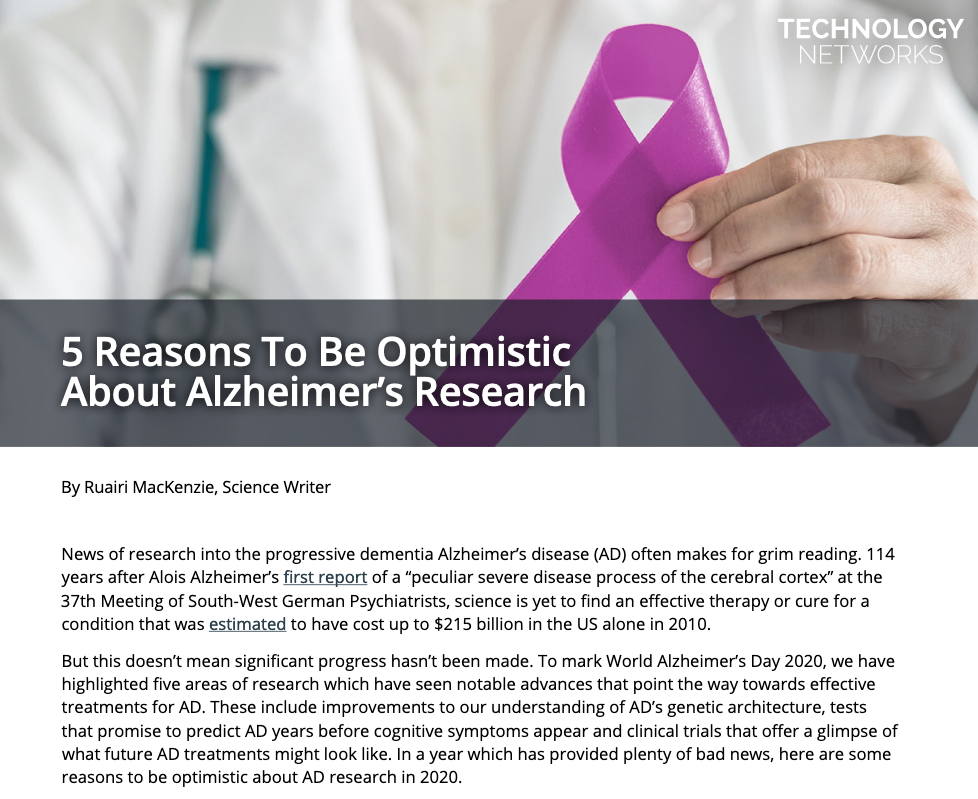 TECHNOLOGY
NETWORKS
5 Reasons To Be Optimistic
About Alzheimer’s Research
By Ruairi MacKenzie, Science Writer
News of research into the progressive dementia Alzheimer’s disease (AD) often makes for grim reading. 114
years after Alois Alzheimer’s first report of a “peculiar severe disease process of the cerebral cortex” at the
37th Meeting of South-West German Psychiatrists, science is yet to find an effective therapy or cure for a
condition that was estimated to have cost up to $215 billion in the US alone in 2010.
But this doesn’t mean significant progress hasn’t been made. To mark World Alzheimer’s Day 2020, we have
highlighted five areas of research which have seen notable advances that point the way towards effective
treatments for AD. These include improvements to our understanding of AD’s genetic architecture, tests
that promise to predict AD years before cognitive symptoms appear and clinical trials that offer a glimpse of
what future AD treatments might look like. In a year which has provided plenty of bad news, here are some
reasons to be optimistic about AD research in 2020.